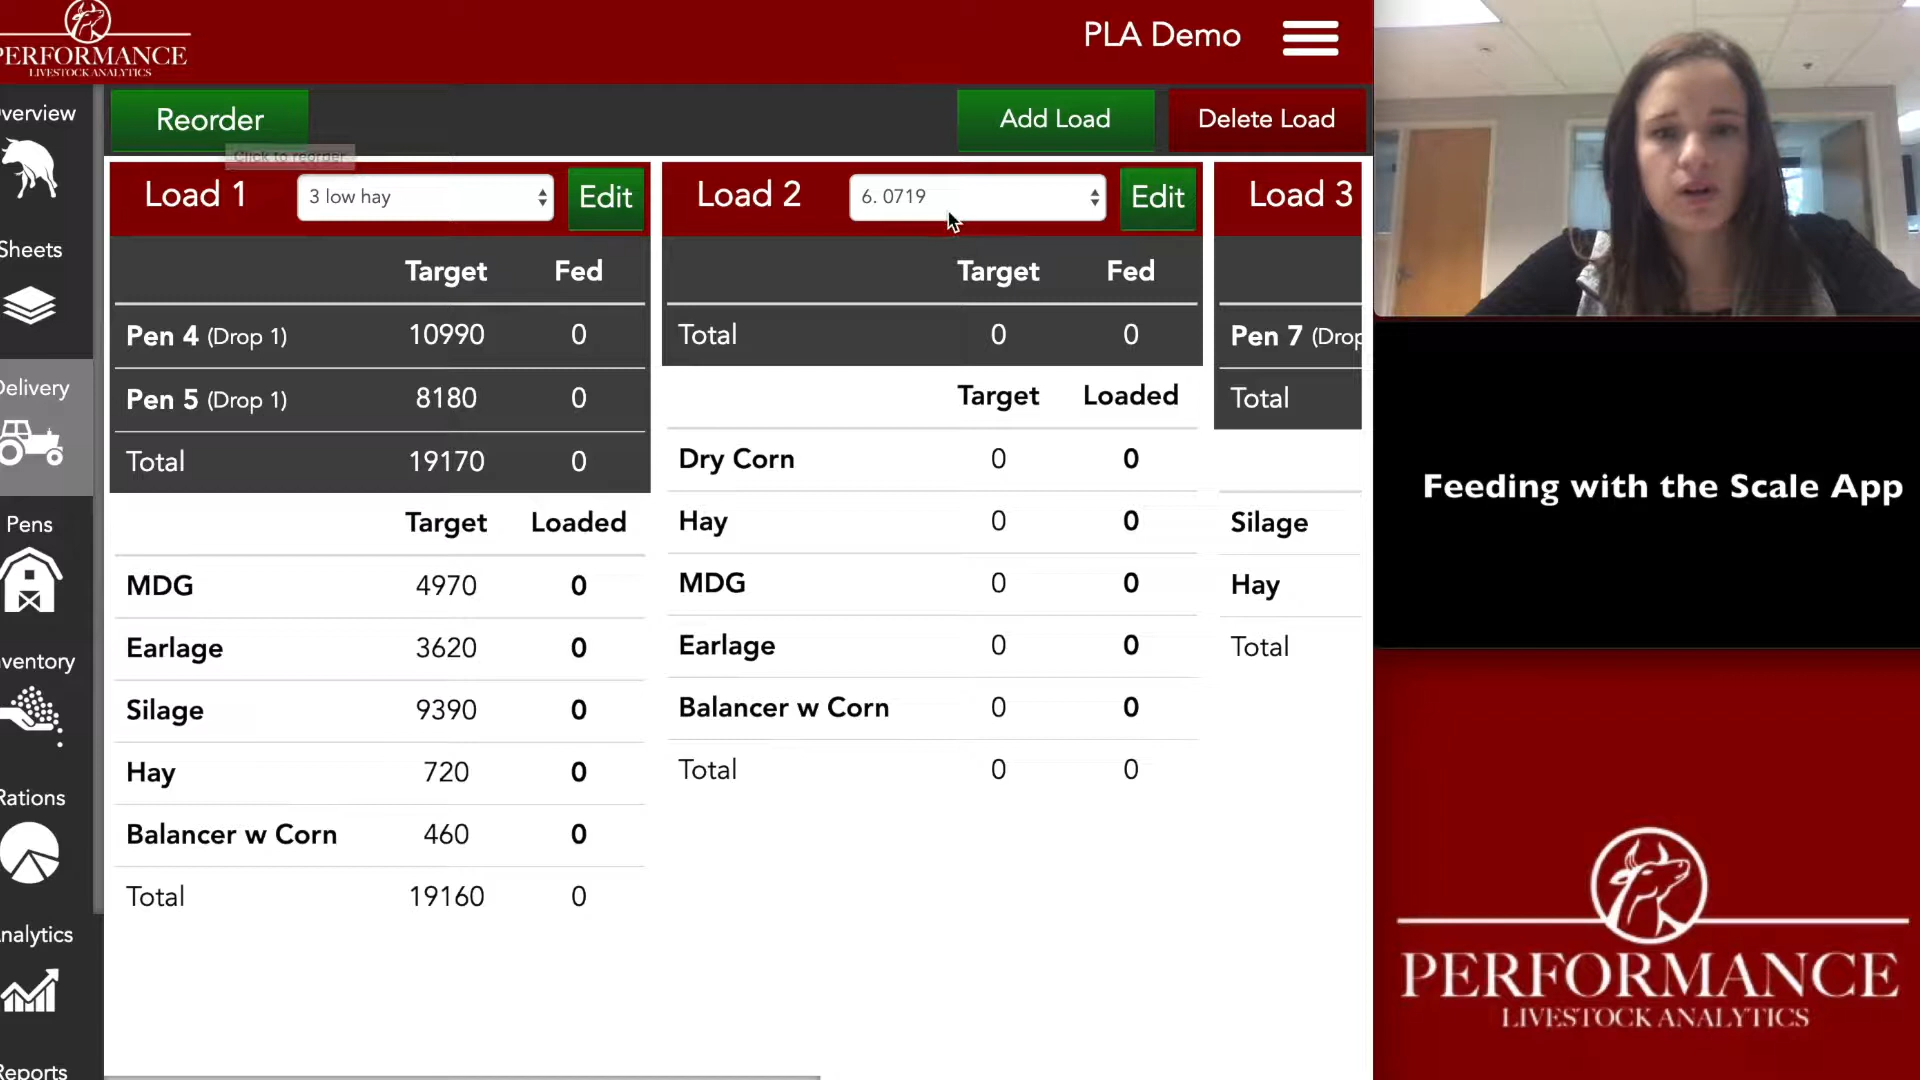 PERFORMANCE
LIVESTOCK ANALYTICS
PLA Demo
Reorder
Add Load
Delete Load
Click to reorder
verview
Sheets
Delivery
Pens
ventory
Rations
nalytics
Reports
Load 1
3 low hay
Edit
Target Fed
Pen 4 (Drop 1) 10990 0
Pen 5 (Drop 1) 8180 0
Total 19170 0
Target Loaded
MDG 4970 0
Earlage 3620 0
Silage 9390 0
Hay 720 0
Balancer w Corn 460 0
Total 19160 0
Load 2
6. 0719
Edit
Target Fed
Total 0 0
Target Loaded
Dry Corn 0 0
Hay 0 0
MDG 0 0
Earlage 0 0
Balancer w Corn 0 0
Total 0 0
Load 3
Pen 7 (Drop
Total
Silage
Hay
Total
Feeding with the Scale App
PERFORMANCE
LIVESTOCK ANALYTICS